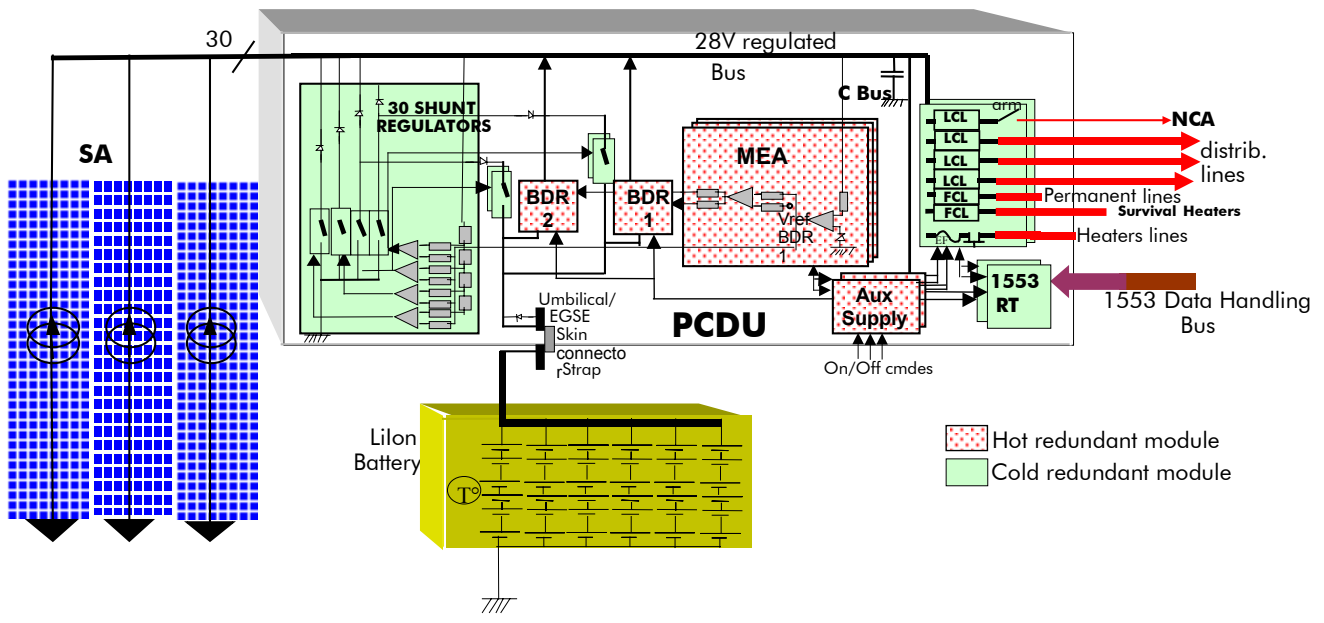 30
28V regulated
Bus
C Bus
30 SHUNT
REGULATORS
SA
MEA
BDR
2
BDR
1
Vref
BDR
1
LCL
LCL
LCL
LCL
FCL
FCL
EF
arm
NCA
distrib.
lines
Permanent lines
Survival Heaters
Heaters lines
1553
RT
1553 Data Handling
Bus
Aux
Supply
On/Off cmdes
PCDU
Umbilical/
EGSE
Skin
connecto
rStrap
LiIon
Battery
T°
Hot redundant module
Cold redundant module